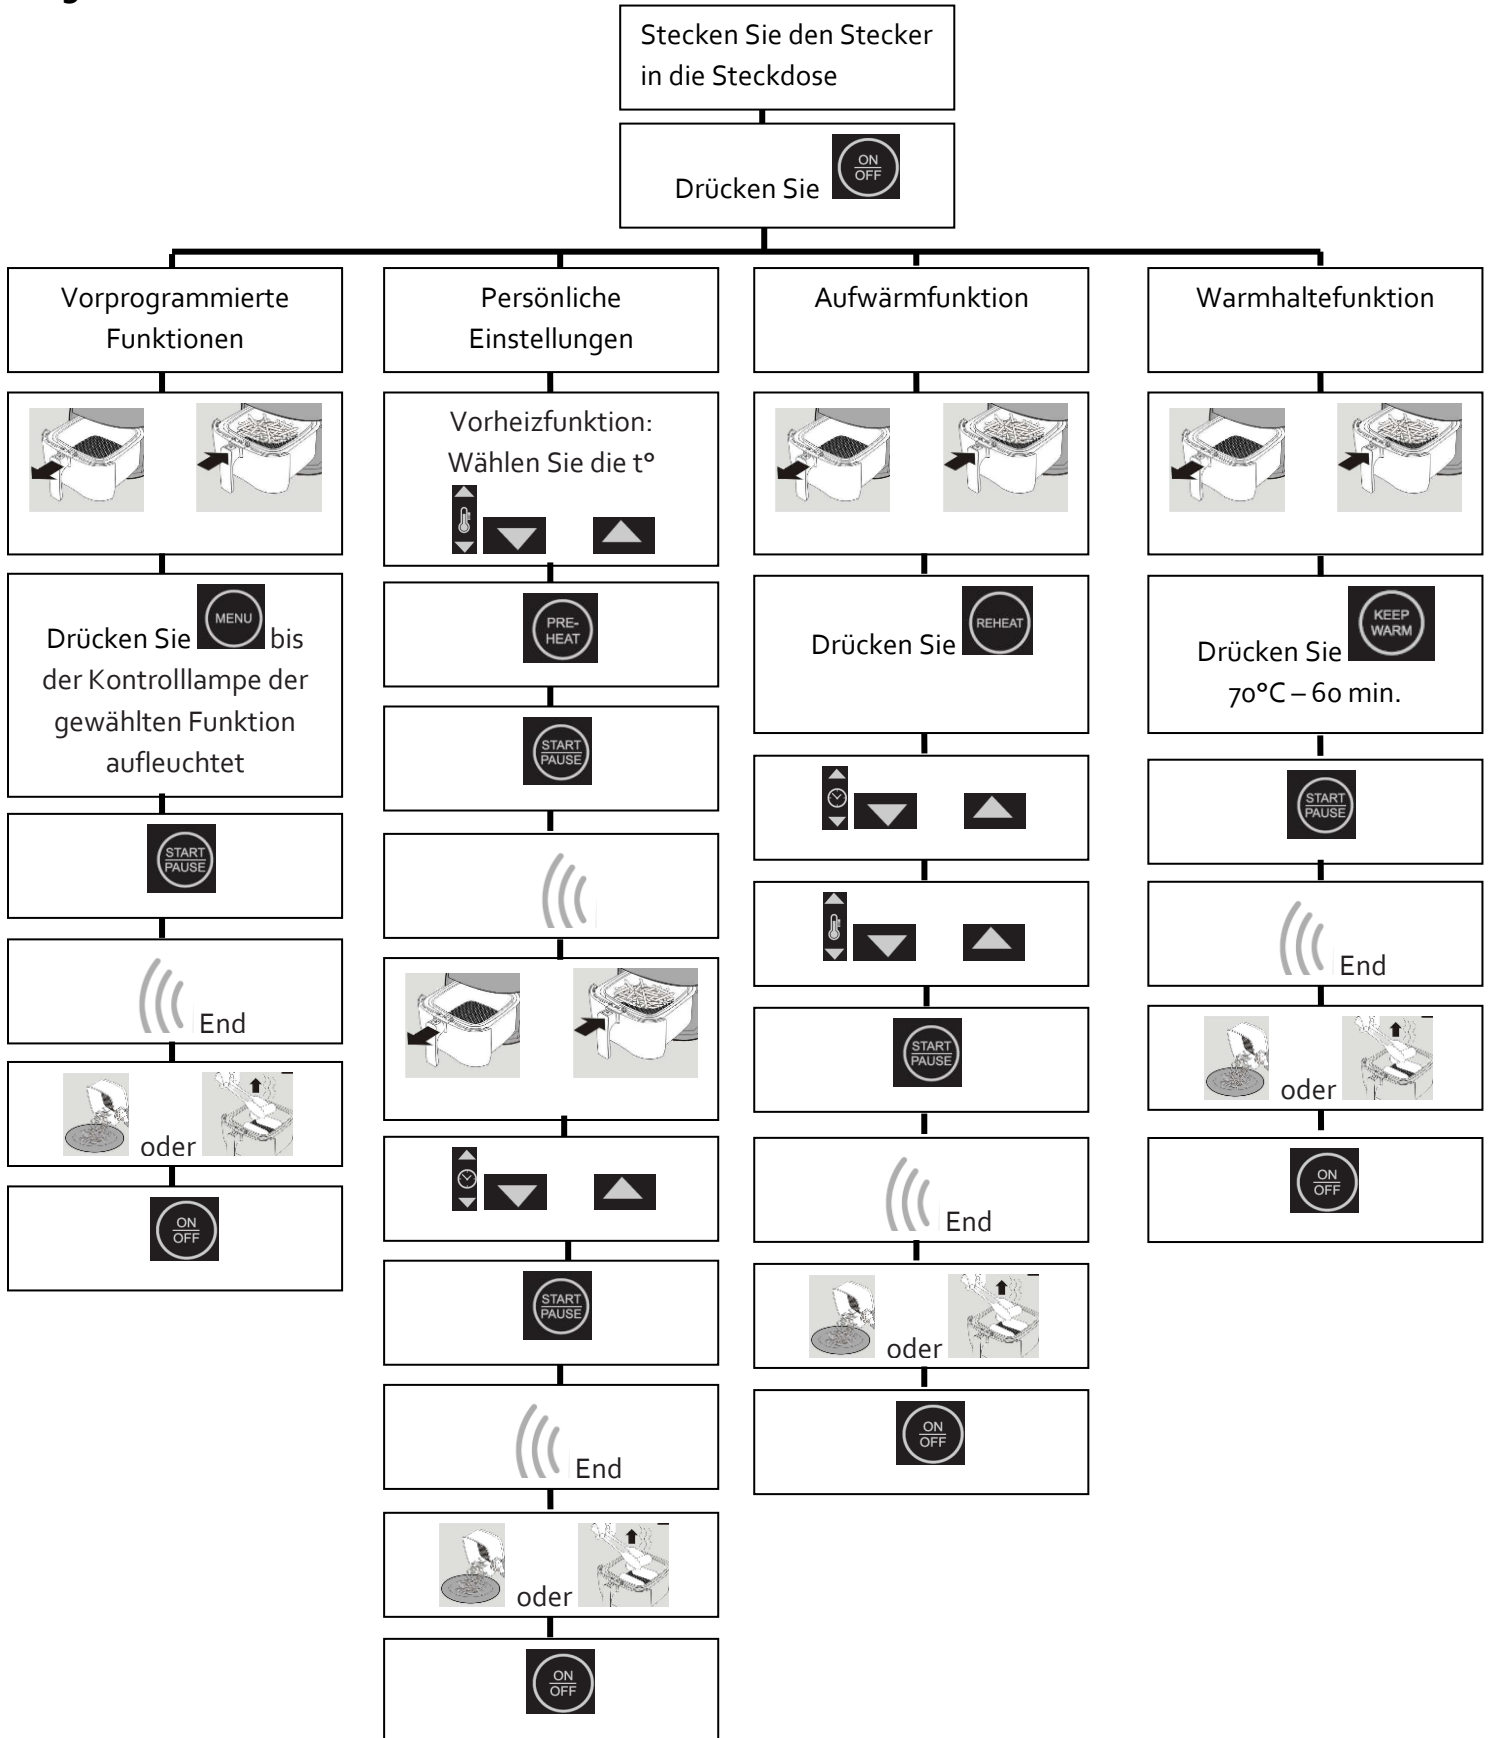 Stecken Sie den Stecker
in die Steckdose
Drücken Sie ON
OFF
Vorprogrammierte
Funktionen
Drücken Sie MENU bis
der Kontrolllampe der
gewählten Funktion
aufleuchtet
START
PAUSE
End
oder
ON
OFF
Persönliche
Einstellungen
Vorheizfunktion:
Wählen Sie die t°
PRE-
HEAT
START
PAUSE
START
PAUSE
End
oder
ON
OFF
Aufwärmfunktion
Drücken Sie REHEAT
START
PAUSE
End
oder
ON
OFF
Warmhaltefunktion
Drücken Sie KEEP
WARM
70°C – 60 min.
START
PAUSE
End
oder
ON
OFF